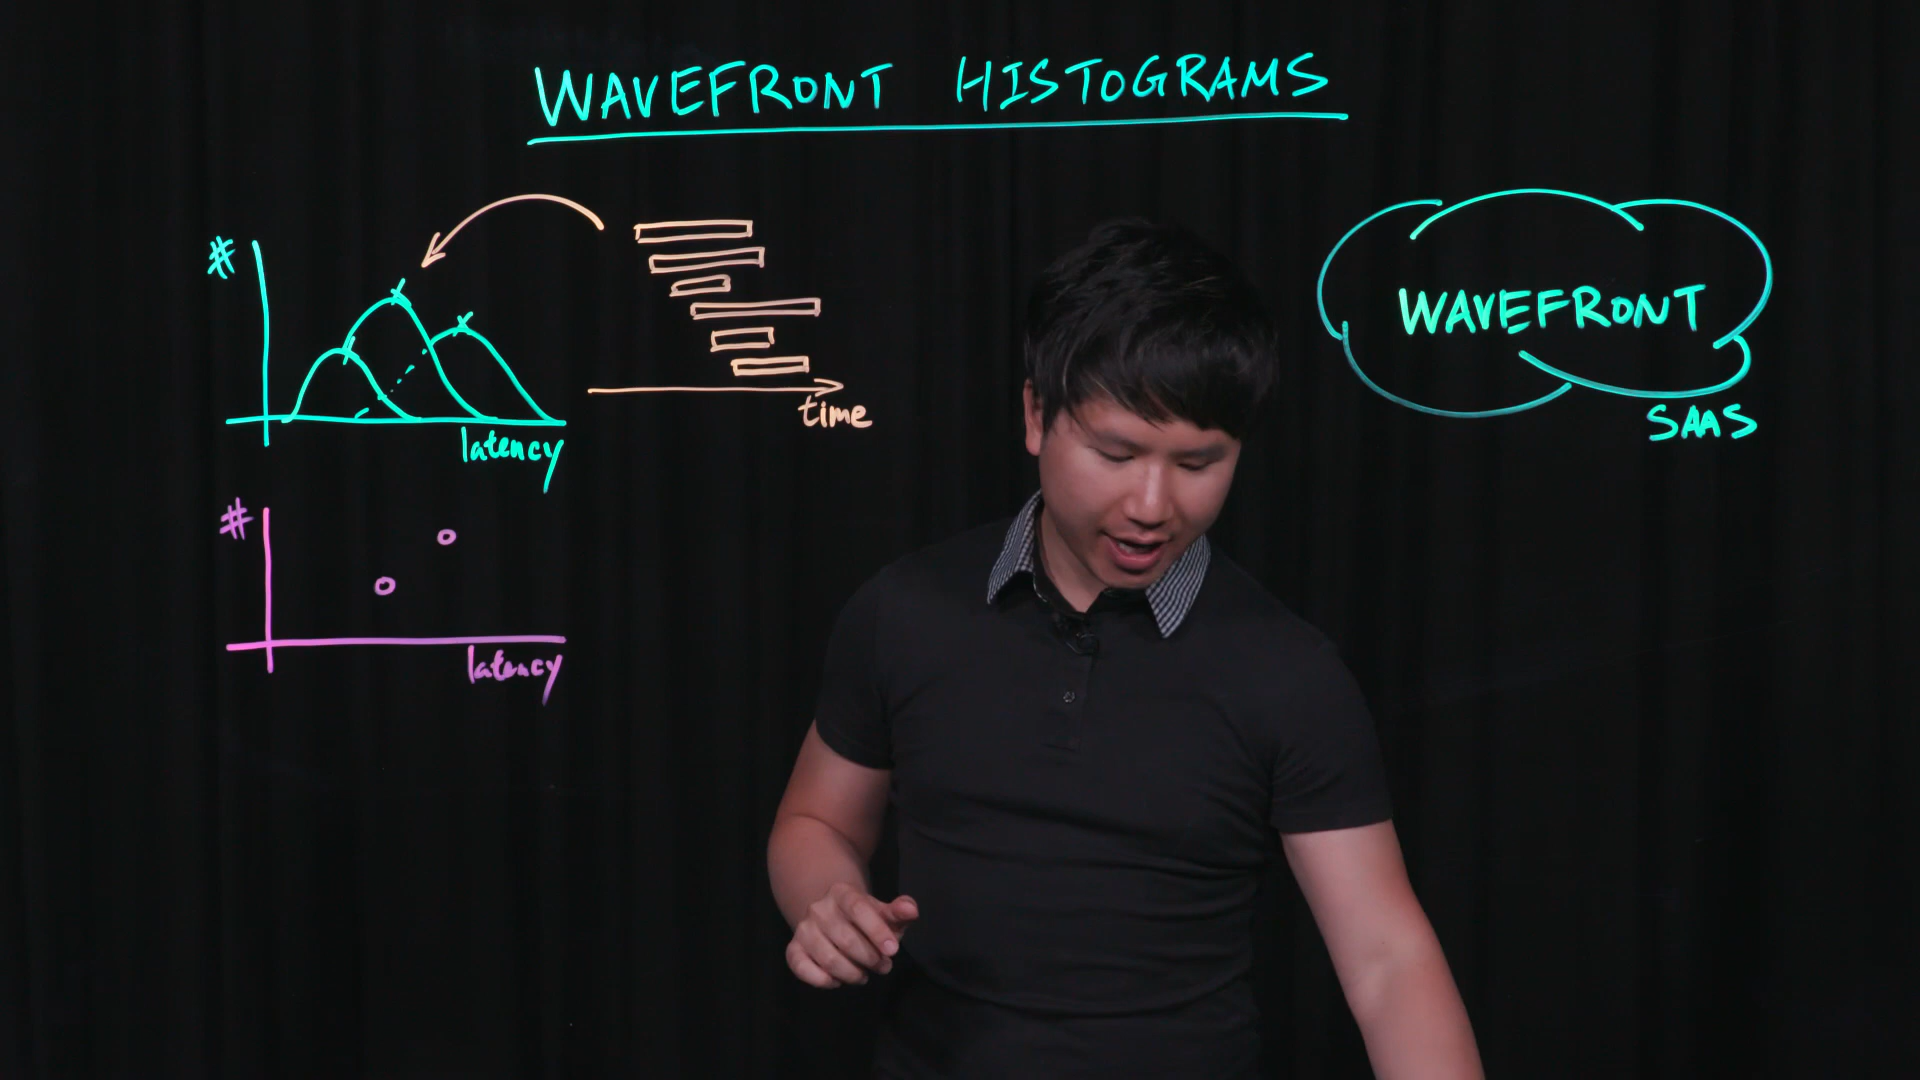 WAVEFRONT HISTOGRAMS
#
latency
time
WAVEFRONT
SAAS
#
latency